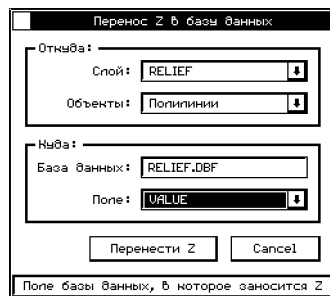 Перенос Z в базу данных
Откуда:
Слой: RELIEF
Объекты: Полилинии
Куда:
База данных: RELIEF.DBF
Поле: VALUE
Перенести Z Cancel
Поле базы данных, в которое заносится Z